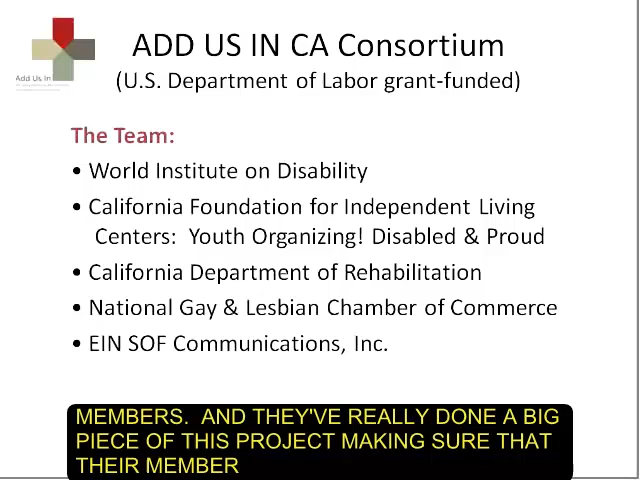 ADD US IN CA Consortium
(U.S. Department of Labor grant-funded)
Add Us In
The Team:
• World Institute on Disability
• California Foundation for Independent Living
Centers: Youth Organizing! Disabled & Proud
• California Department of Rehabilitation
• National Gay & Lesbian Chamber of Commerce
• EIN SOF Communications, Inc.
MEMBERS. AND THEY'VE REALLY DONE A BIG
PIECE OF THIS PROJECT MAKING SURE THAT
THEIR MEMBER